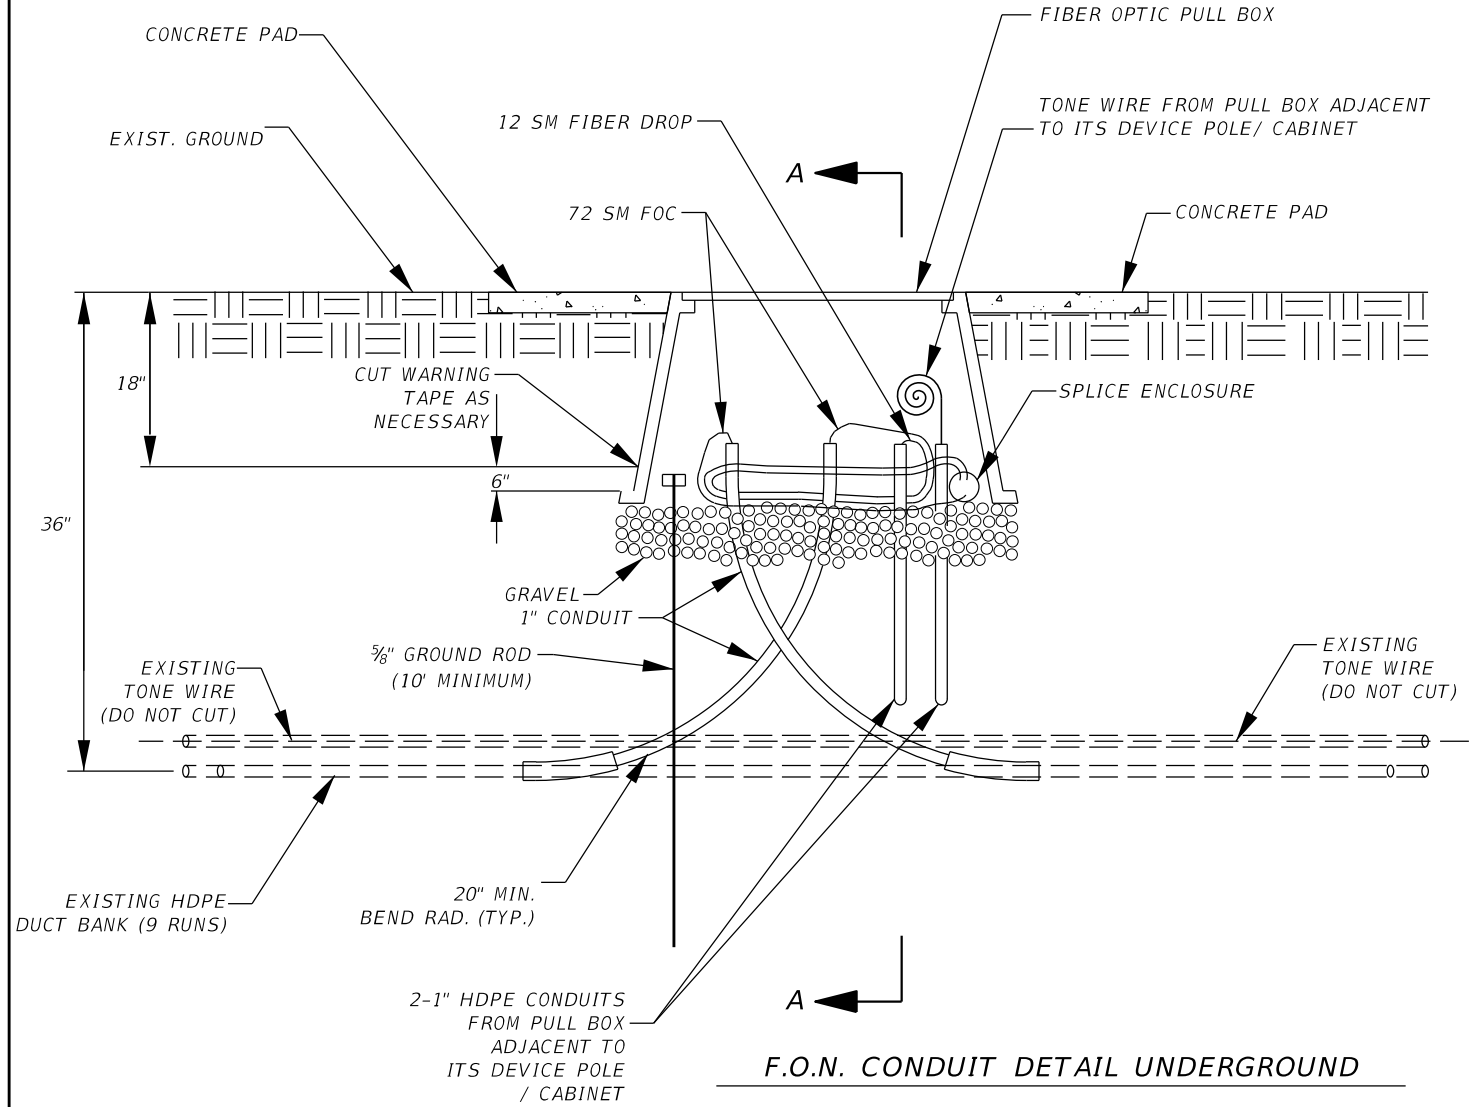 FIBER OPTIC PULL BOX
CONCRETE PAD
TONE WIRE FROM PULL BOX ADJACENT
TO ITS DEVICE POLE/ CABINET
12 SM FIBER DROP
EXIST. GROUND
A
72 SM FOC
CONCRETE PAD
18"
CUT WARNING
TAPE AS
NECESSARY
SPLICE ENCLOSURE
6"
36"
GRAVEL
1" CONDUIT
5/8" GROUND ROD
(10' MINIMUM)
EXISTING
TONE WIRE
(DO NOT CUT)
EXISTING
TONE WIRE
(DO NOT CUT)
EXISTING HDPE
DUCT BANK (9 RUNS)
20" MIN.
BEND RAD. (TYP.)
2-1" HDPE CONDUITS
FROM PULL BOX
ADJACENT TO
ITS DEVICE POLE
/ CABINET
A
F.O.N. CONDUIT DETAIL UNDERGROUND